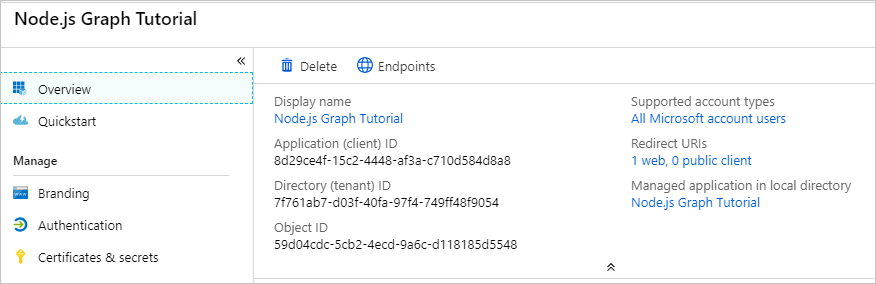 Node.js Graph Tutorial
«
Overview
Quickstart
Manage
Branding
Authentication
Certificates & secrets
Delete
Endpoints
Display name
Node.js Graph Tutorial
Application (client) ID
8d29ce4f-15c2-4448-af3a-c710d584d8a8
Directory (tenant) ID
7f761ab7-d03f-40fa-97f4-749ff48f9054
Object ID
59d04cdc-5cb2-4ecd-9a6c-d118185d5548
Supported account types
All Microsoft account users
Redirect URIs
1 web, 0 public client
Managed application in local directory
Node.js Graph Tutorial